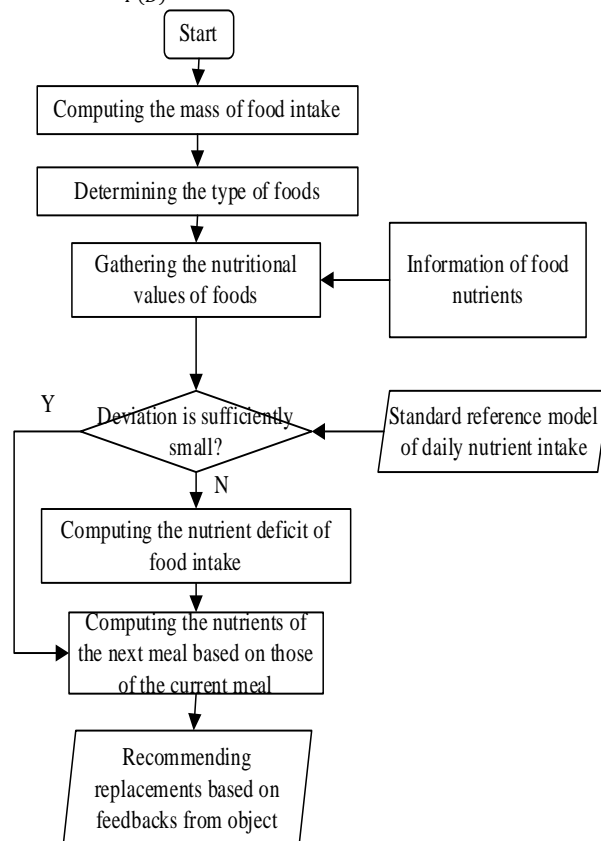 Start
Computing the mass of food intake
Determining the type of foods
Gathering the nutritional
values of foods
Information of food
nutrients
Y
Deviation is sufficiently
small?
Standard reference model
of daily nutrient intake
N
Computing the nutrient deficit of
food intake
Computing the nutrients of
the next meal based on those
of the current meal
Recommending
replacements based on
feedbacks from object